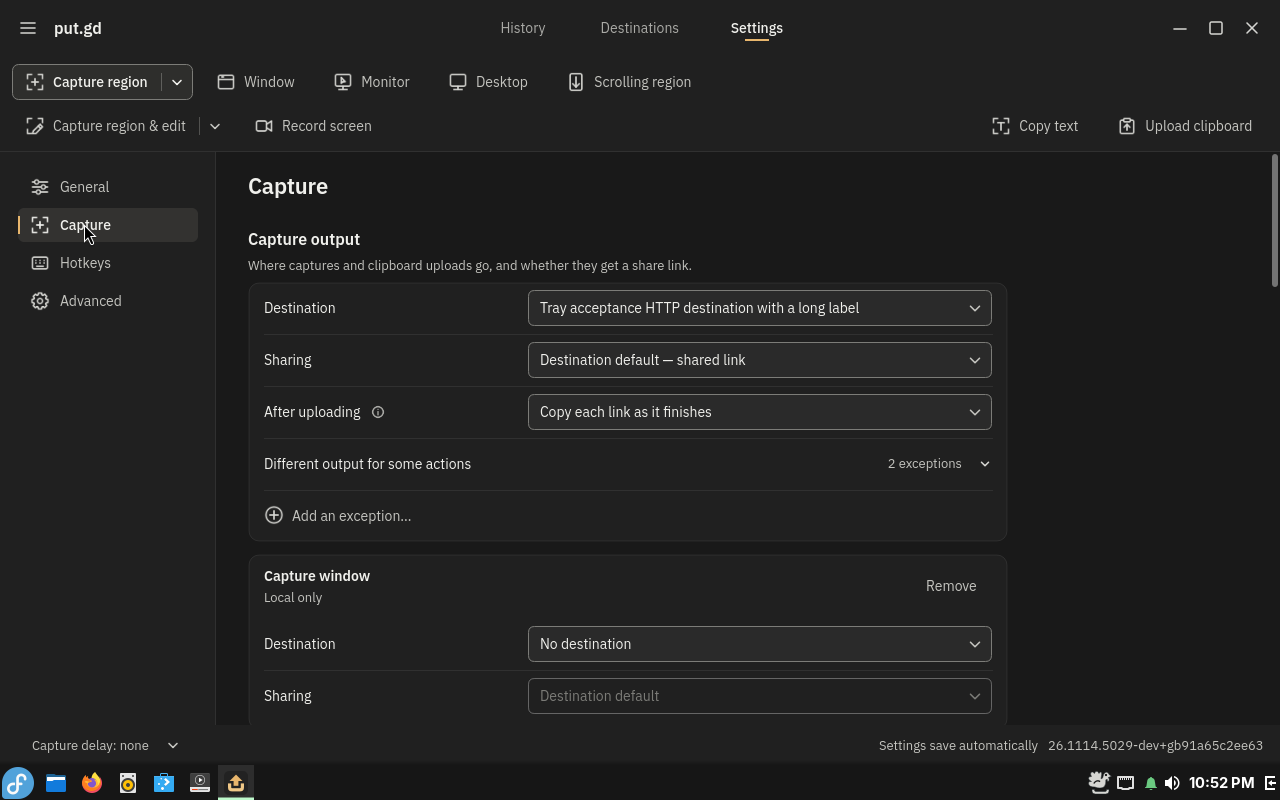 put.gd
History
Destinations
Settings
Capture region
Window
Monitor
Desktop
Scrolling region
Capture region & edit
Record screen
Copy text
Upload clipboard
General
Capture
Hotkeys
Advanced
Capture
Capture output
Where captures and clipboard uploads go, and whether they get a share link.
Destination
Tray acceptance HTTP destination with a long label
Sharing
Destination default — shared link
After uploading
Copy each link as it finishes
Different output for some actions
2 exceptions
Add an exception...
Capture window
Local only
Remove
Destination
No destination
Sharing
Destination default
Capture delay: none
Settings save automatically
26.1114.5029-dev+gb91a65c2ee63
10:52 PM